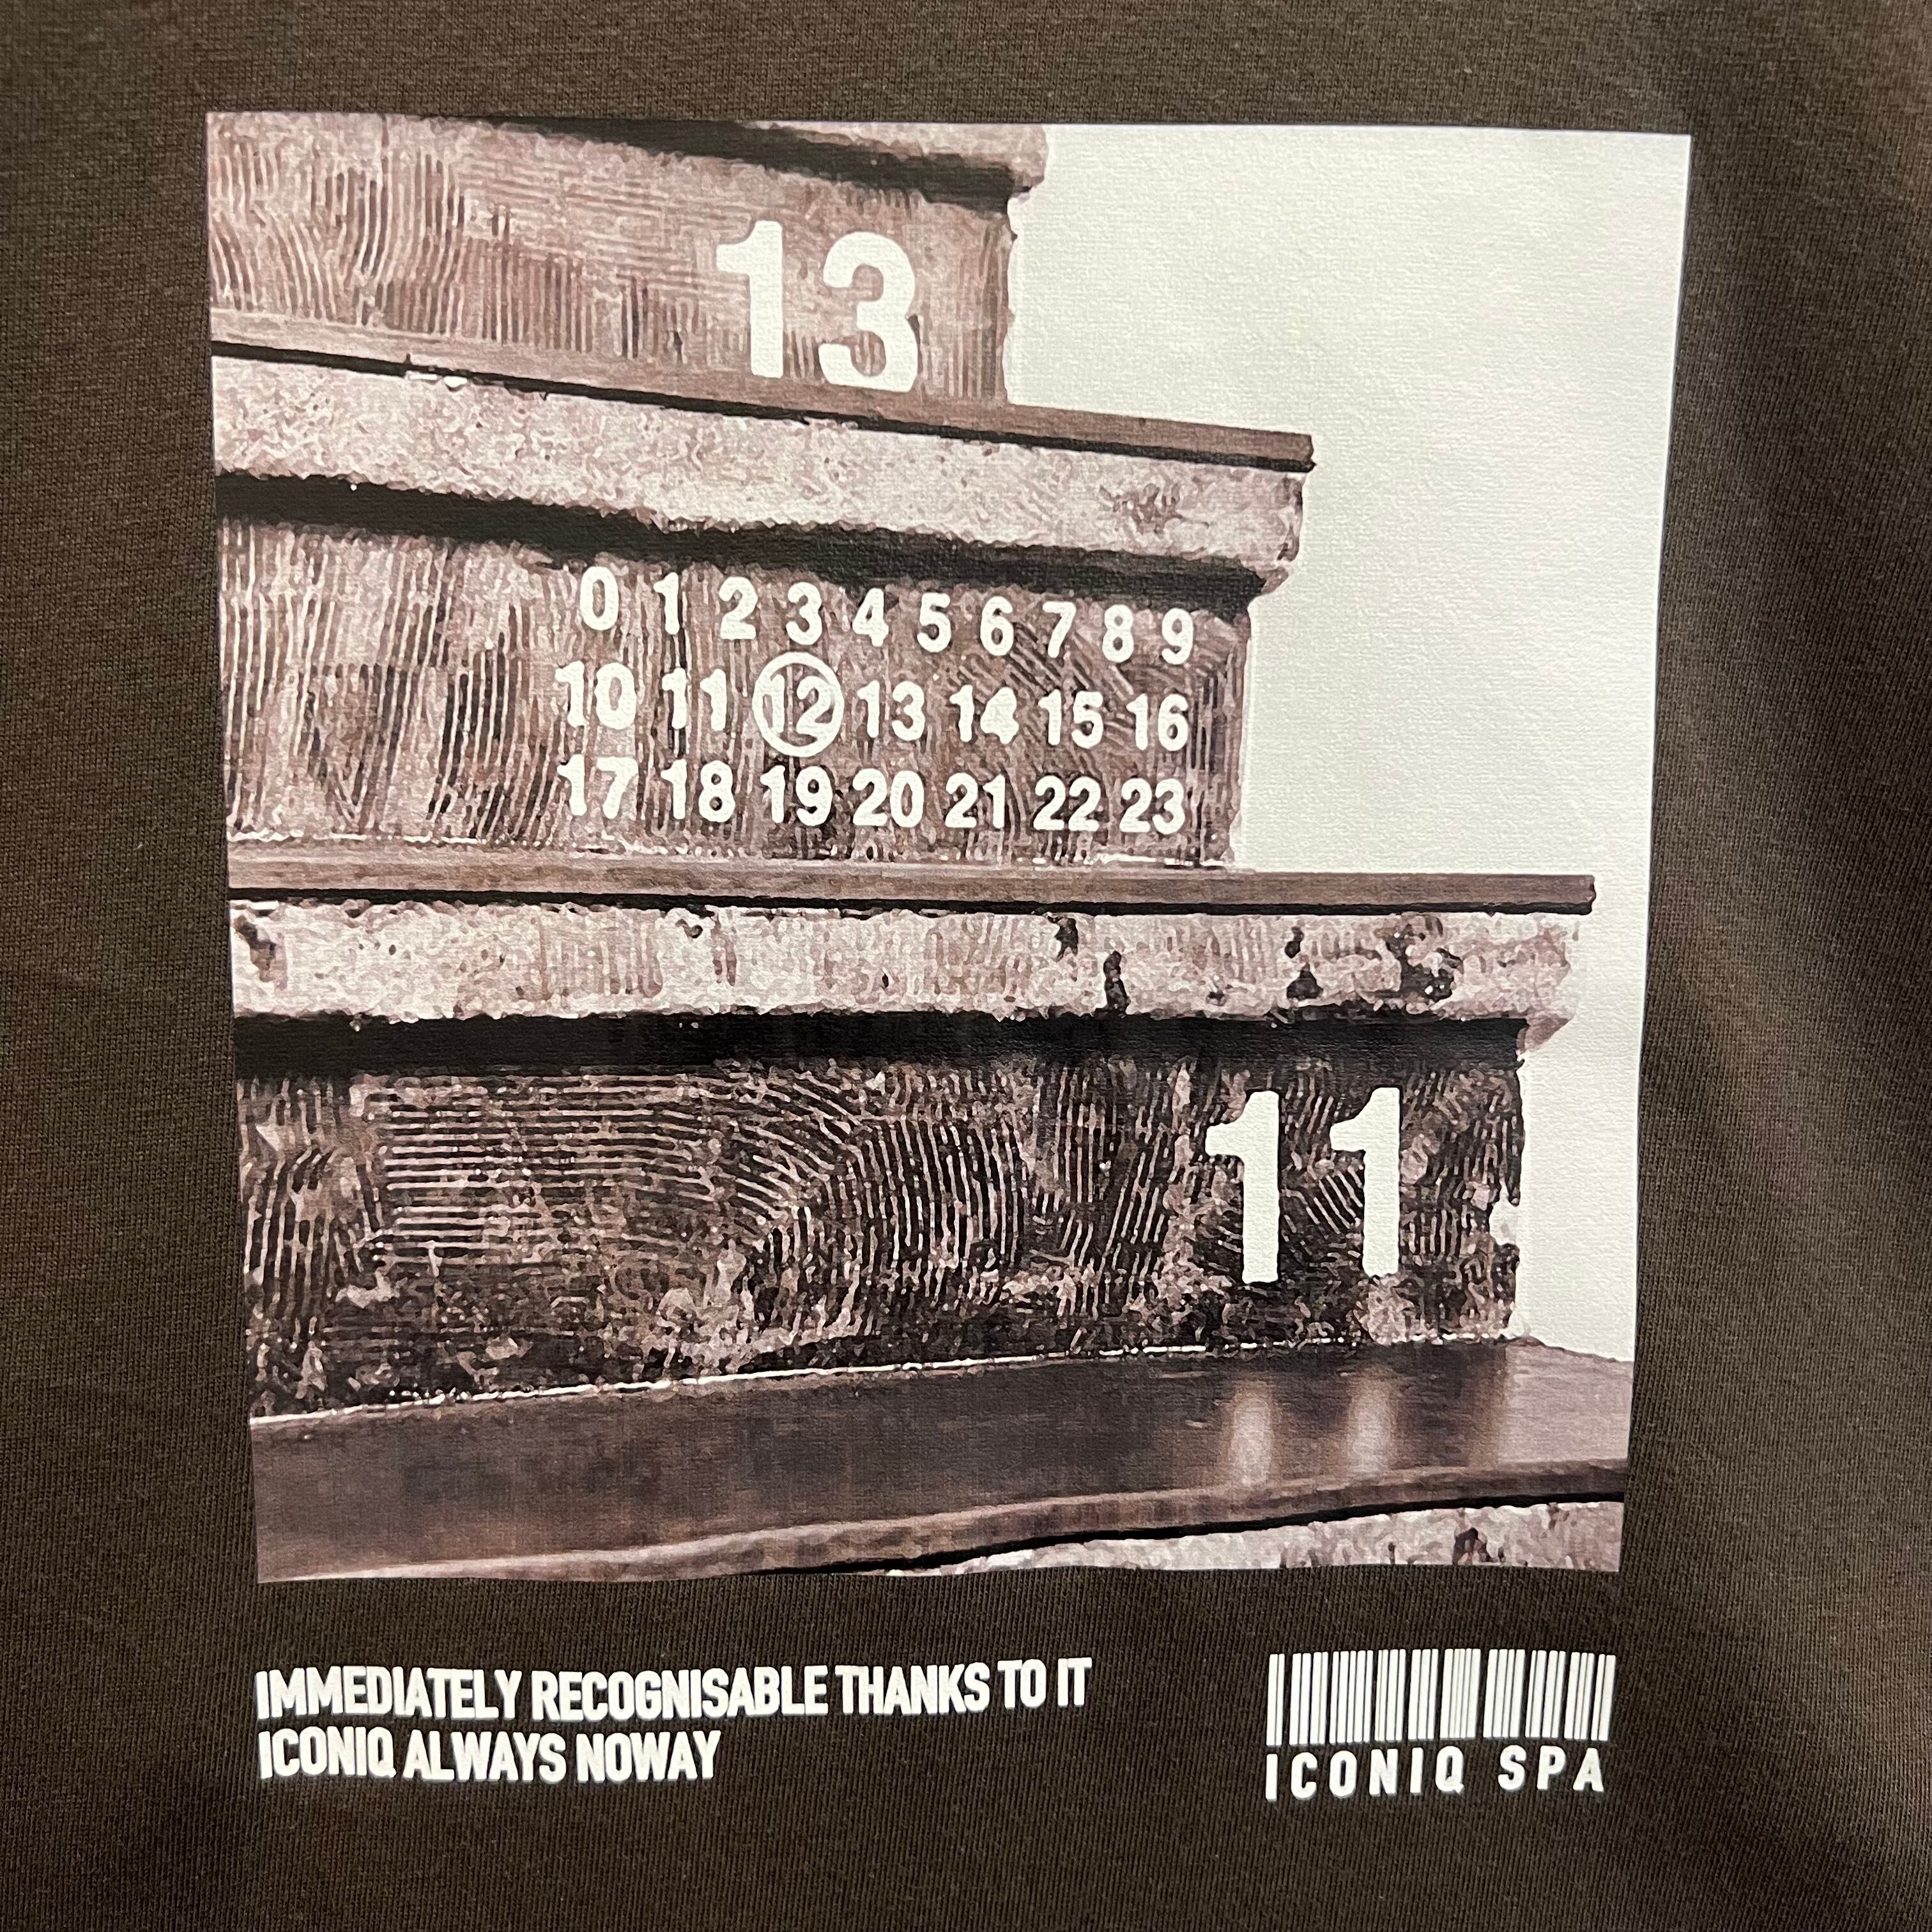 13
0 1 2 3 4 5 6 7 8 9
10 11 12 13 14 15 16
17 18 19 20 21 22 23
11
IMMEDIATELY RECOGNISABLE THANKS TO IT
ICONIQ ALWAYS NOWAY
ICONIQ SPA